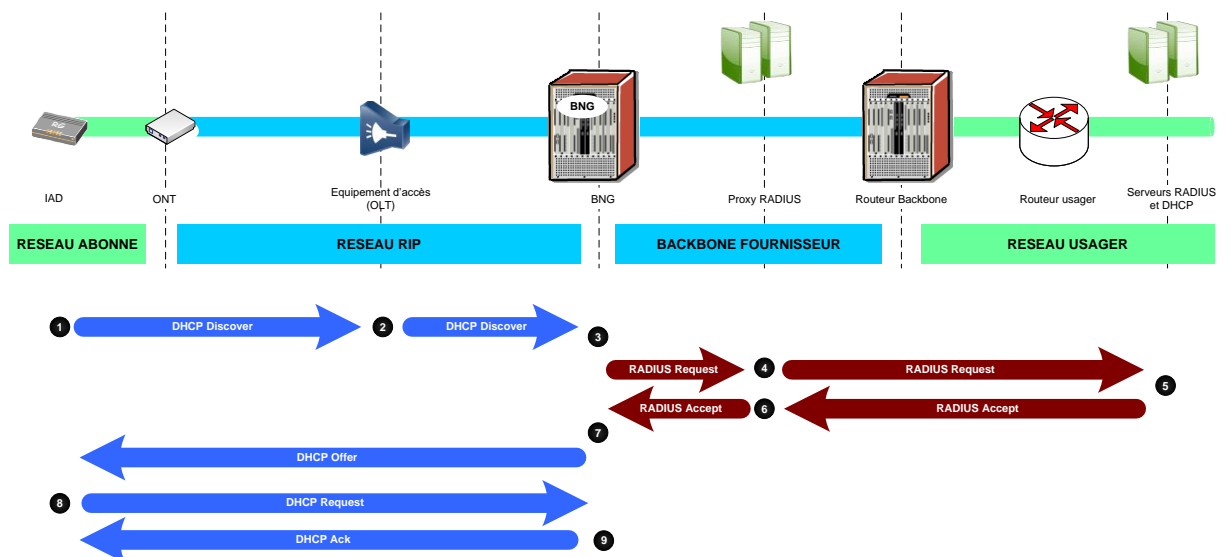 BNG
RG
IAD
ONT
Equipement d'accès
(OLT)
BNG
Proxy RADIUS
Routeur Backbone
Routeur usager
Serveurs RADIUS
et DHCP
RESEAU ABONNE
RESEAU RIP
BACKBONE FOURNISSEUR
RESEAU USAGER
1
DHCP Discover
2
DHCP Discover
3
RADIUS Request
4
RADIUS Request
5
RADIUS Accept
6
RADIUS Accept
7
DHCP Offer
8
DHCP Request
DHCP Ack
9